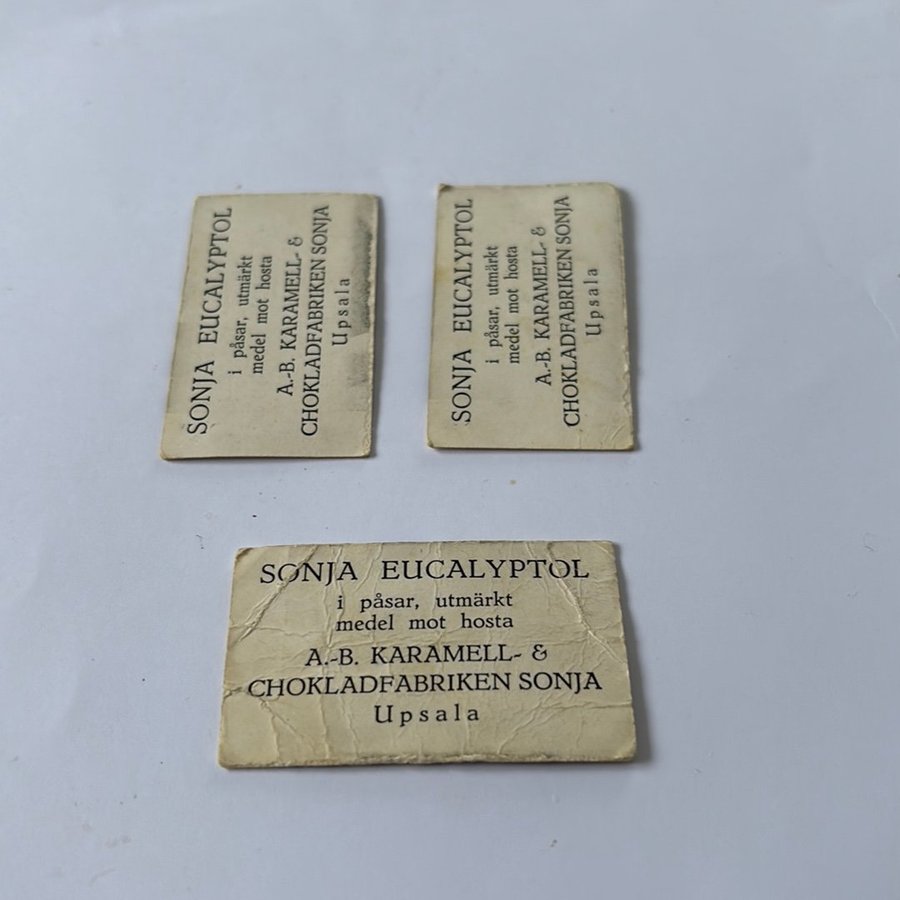 SONJA EUCALYPTOL
i påsar, utmärkt
medel mot hosta
A.-B. KARAMELL- &
CHOKLADFABRIKEN SONJA
Upsala
SONJA EUCALYPTOL
i påsar, utmärkt
medel mot hosta
A.-B. KARAMELL- &
CHOKLADFABRIKEN SONJA
Upsala
SONJA EUCALYPTOL
i påsar, utmärkt
medel mot hosta
A.-B. KARAMELL- &
CHOKLADFABRIKEN SONJA
Upsala